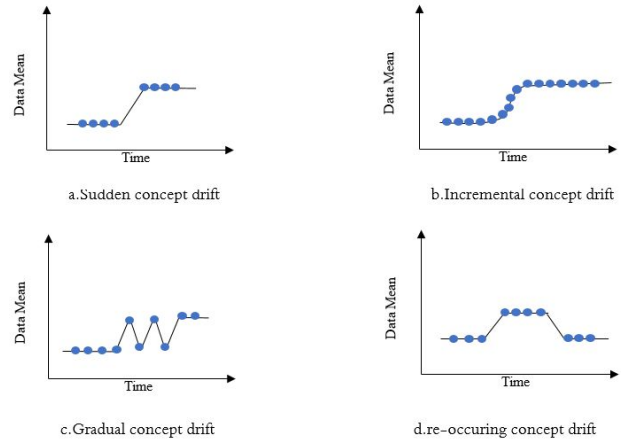 Data Mean
Time
a.Sudden concept drift
Data Mean
Time
b.Incremental concept drift
Data Mean
Time
c.Gradual concept drift
Data Mean
Time
d.re-occuring concept drift